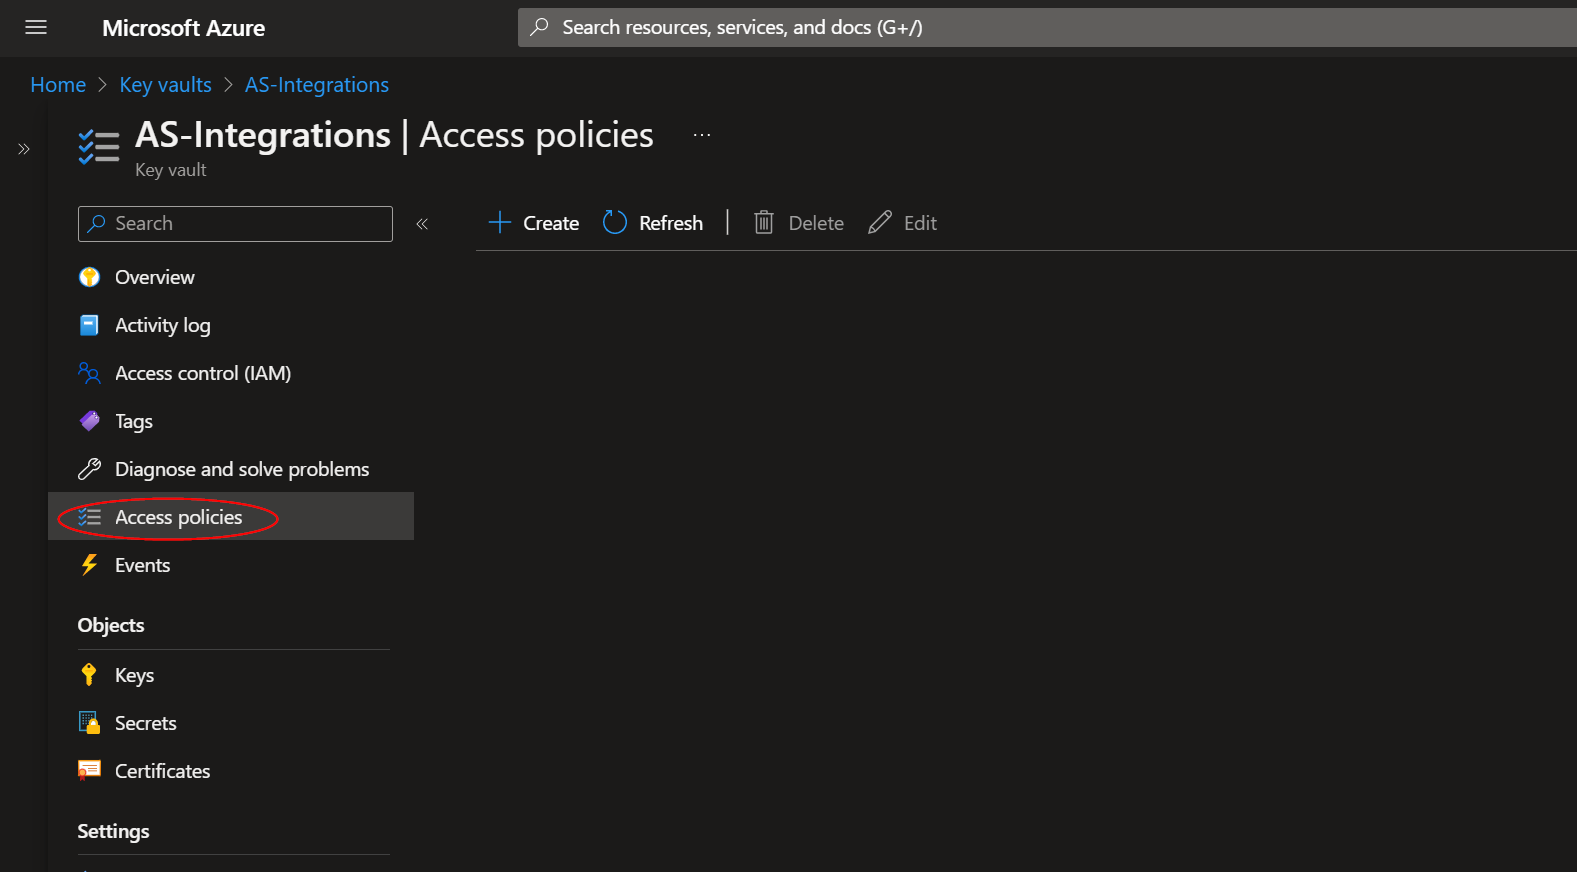 Microsoft Azure
Search resources, services, and docs (G+/)
Home > Key vaults > AS-Integrations
AS-Integrations | Access policies ...
Key vault
Search
Create Refresh | Delete Edit
Overview
Activity log
Access control (IAM)
Tags
Diagnose and solve problems
Access policies
Events
Objects
Keys
Secrets
Certificates
Settings